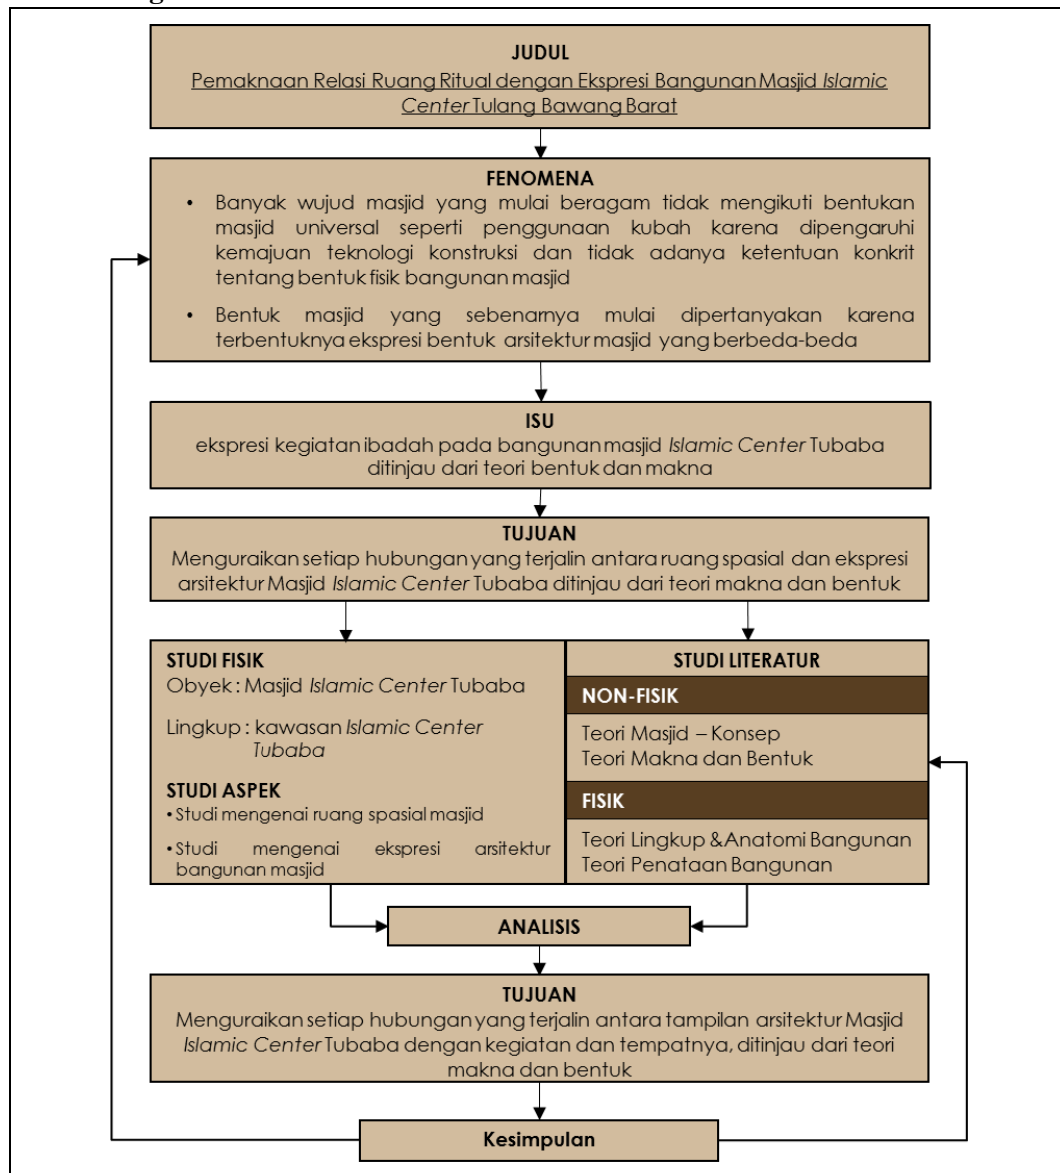 JUDUL
Pemaknaan Relasi Ruang Ritual dengan Ekspresi Bangunan Masjid Islamic
Center Tulang Bawang Barat
FENOMENA
• Banyak wujud masjid yang mulai beragam tidak mengikuti bentukan
masjid universal seperti penggunaan kubah karena dipengaruhi
kemajuan teknologi konstruksi dan tidak adanya ketentuan konkrit
tentang bentuk fisik bangunan masjid
• Bentuk masjid yang sebenarnya mulai dipertanyakan karena
terbentuknya ekspresi bentuk arsitektur masjid yang berbeda-beda
ISU
ekspresi kegiatan ibadah pada bangunan masjid Islamic Center Tubaba
ditinjau dari teori bentuk dan makna
TUJUAN
Menguraikan setiap hubungan yang terjalin antara ruang spasial dan ekspresi
arsitektur Masjid Islamic Center Tubaba ditinjau dari teori makna dan bentuk
STUDI FISIK
Obyek : Masjid Islamic Center Tubaba
Lingkup : kawasan Islamic Center
Tubaba
STUDI ASPEK
• Studi mengenai ruang spasial masjid
• Studi mengenai ekspresi arsitektur
bangunan masjid
STUDI LITERATUR
NON-FISIK
Teori Masjid – Konsep
Teori Makna dan Bentuk
FISIK
Teori Lingkup &Anatomi Bangunan
Teori Penataan Bangunan
ANALISIS
TUJUAN
Menguraikan setiap hubungan yang terjalin antara tampilan arsitektur Masjid
Islamic Center Tubaba dengan kegiatan dan tempatnya, ditinjau dari teori
makna dan bentuk
Kesimpulan